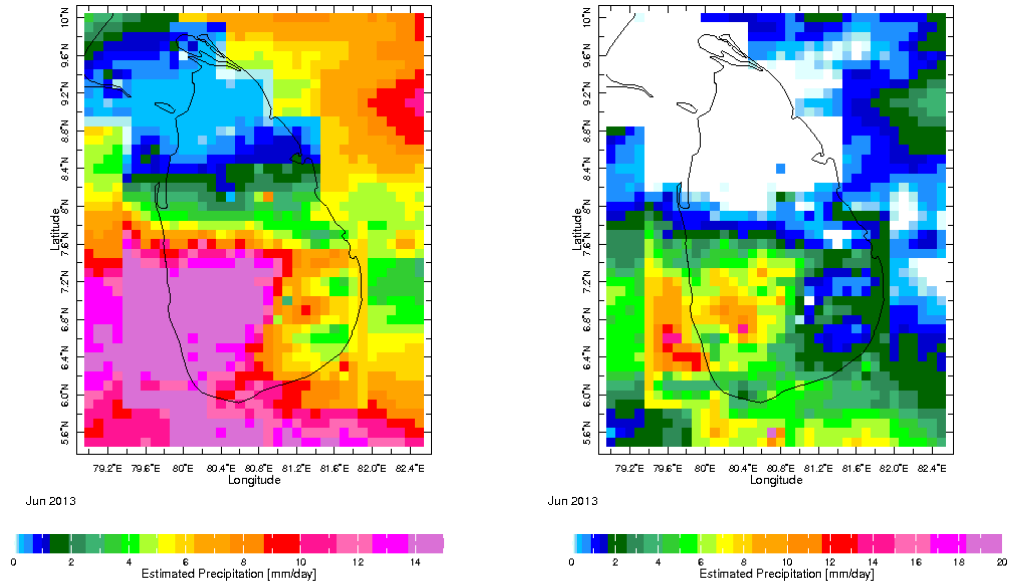 10˚N
9.6˚N
9.2˚N
8.8˚N
8.4˚N
8˚N
7.6˚N
7.2˚N
6.8˚N
6.4˚N
6.0˚N
5.6˚N
Latitude
79.2˚E 79.6˚E 80˚E 80.4˚E 80.8˚E 81.2˚E 81.6˚E 82.0˚E 82.4˚E
Longitude
Jun 2013
0 2 4 6 8 10 12 14
Estimated Precipitation [mm/day]
10˚N
9.6˚N
9.2˚N
8.8˚N
8.4˚N
8˚N
7.6˚N
7.2˚N
6.8˚N
6.4˚N
6.0˚N
5.6˚N
Latitude
79.2˚E 79.6˚E 80˚E 80.4˚E 80.8˚E 81.2˚E 81.6˚E 82.0˚E 82.4˚E
Longitude
Jun 2013
0 2 4 6 8 10 12 14 16 18 20
Estimated Precipitation [mm/day]